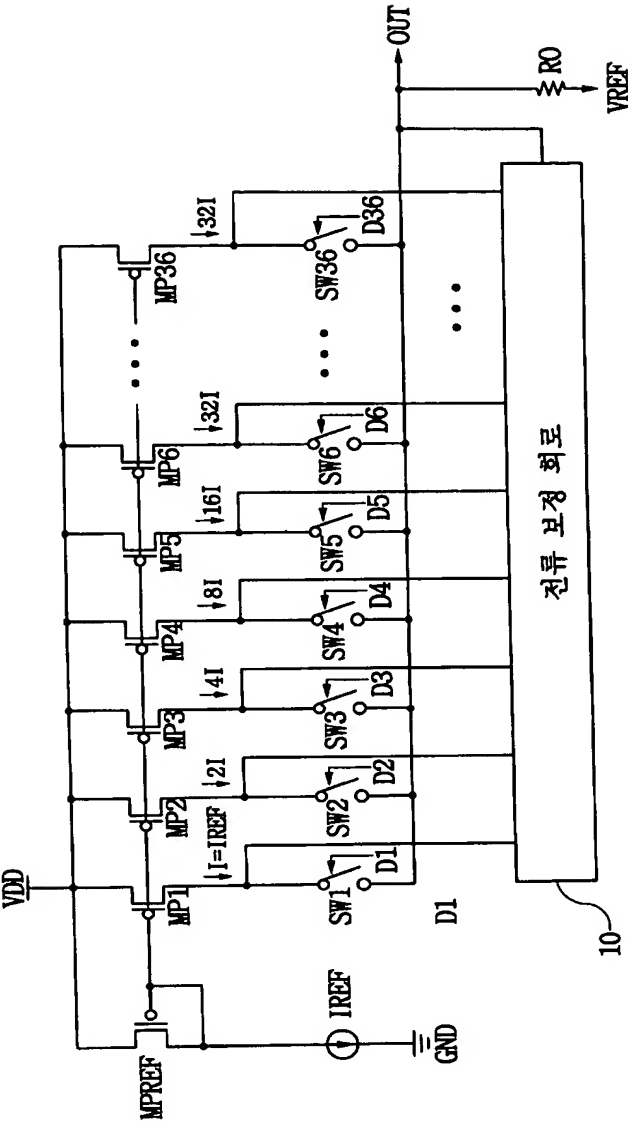 VDD
MPREF
MP1
MP2
MP3
MP4
MP5
MP6
MP36
I=IREF
2I
4I
8I
16I
32I
32I
IREF
GND
SW1
D1
SW2
D2
SW3
D3
SW4
D4
SW5
D5
SW6
D6
SW36
D36
OUT
D1
RO
VREF
전류 보정 회로
10